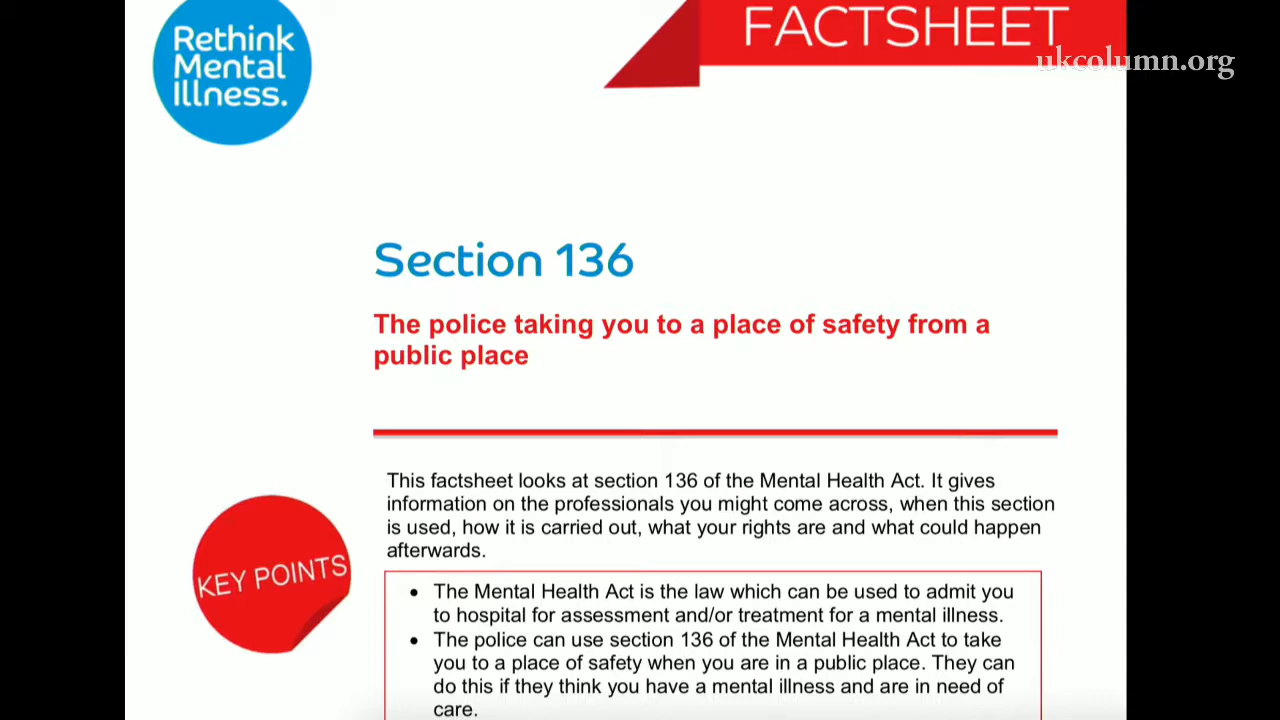 Rethink
Mental
Illness.
FACTSHEET
ukcolumn.org
Section 136
The police taking you to a place of safety from a
public place
This factsheet looks at section 136 of the Mental Health Act. It gives
information on the professionals you might come across, when this section
is used, how it is carried out, what your rights are and what could happen
afterwards.
KEY POINTS
• The Mental Health Act is the law which can be used to admit you
to hospital for assessment and/or treatment for a mental illness.
• The police can use section 136 of the Mental Health Act to take
you to a place of safety when you are in a public place. They can
do this if they think you have a mental illness and are in need of
care.